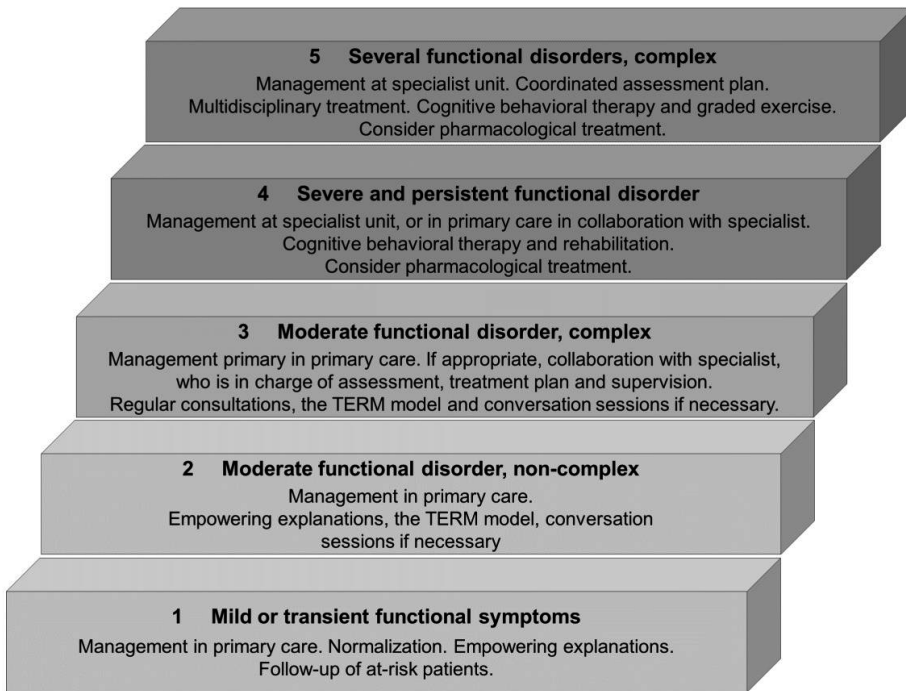 5 Several functional disorders, complex
Management at specialist unit. Coordinated assessment plan.
Multidisciplinary treatment. Cognitive behavioral therapy and graded exercise.
Consider pharmacological treatment.
4 Severe and persistent functional disorder
Management at specialist unit, or in primary care in collaboration with specialist.
Cognitive behavioral therapy and rehabilitation.
Consider pharmacological treatment.
3 Moderate functional disorder, complex
Management primary in primary care. If appropriate, collaboration with specialist,
who is in charge of assessment, treatment plan and supervision.
Regular consultations, the TERM model and conversation sessions if necessary.
2 Moderate functional disorder, non-complex
Management in primary care.
Empowering explanations, the TERM model, conversation
sessions if necessary
1 Mild or transient functional symptoms
Management in primary care. Normalization. Empowering explanations.
Follow-up of at-risk patients.